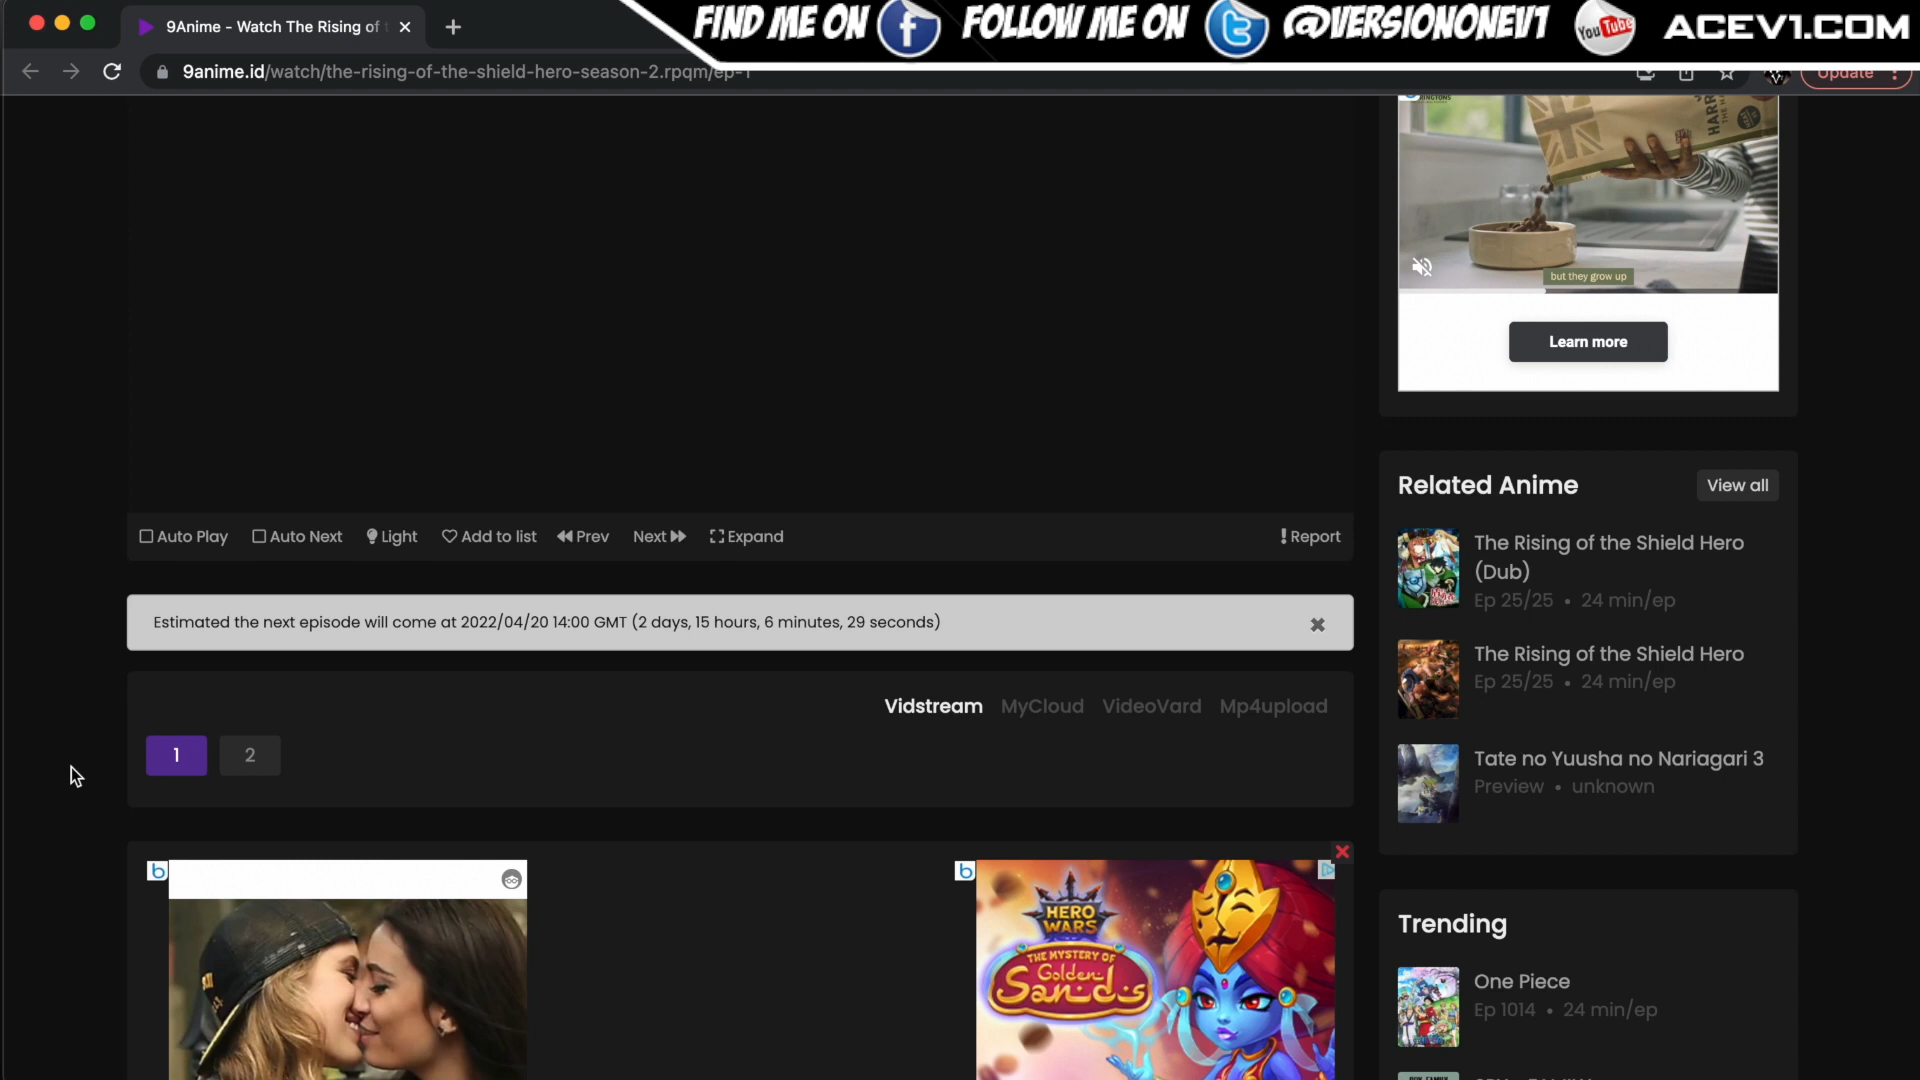 FIND ME ON
FOLLOW ME ON
@VERSIONONEV1
You Tube
ACEV1.COM
9Anime - Watch The Rising of
9anime.id/watch/the-rising-of-the-shield-hero-season-2.rpqm/ep-1
Update
but they grow up
Learn more
Auto Play
Auto Next
Light
Add to list
Prev
Next
Expand
Report
Estimated the next episode will come at 2022/04/20 14:00 GMT (2 days, 15 hours, 6 minutes, 29 seconds)
Vidstream
MyCloud
VideoVard
Mp4upload
1
2
Related Anime
View all
The Rising of the Shield Hero
(Dub)
Ep 25/25 • 24 min/ep
The Rising of the Shield Hero
Ep 25/25 • 24 min/ep
Tate no Yuusha no Nariagari 3
Preview • unknown
HERO
WARS
THE MYSTERY OF
Golden
Sands
Trending
One Piece
Ep 1014 • 24 min/ep